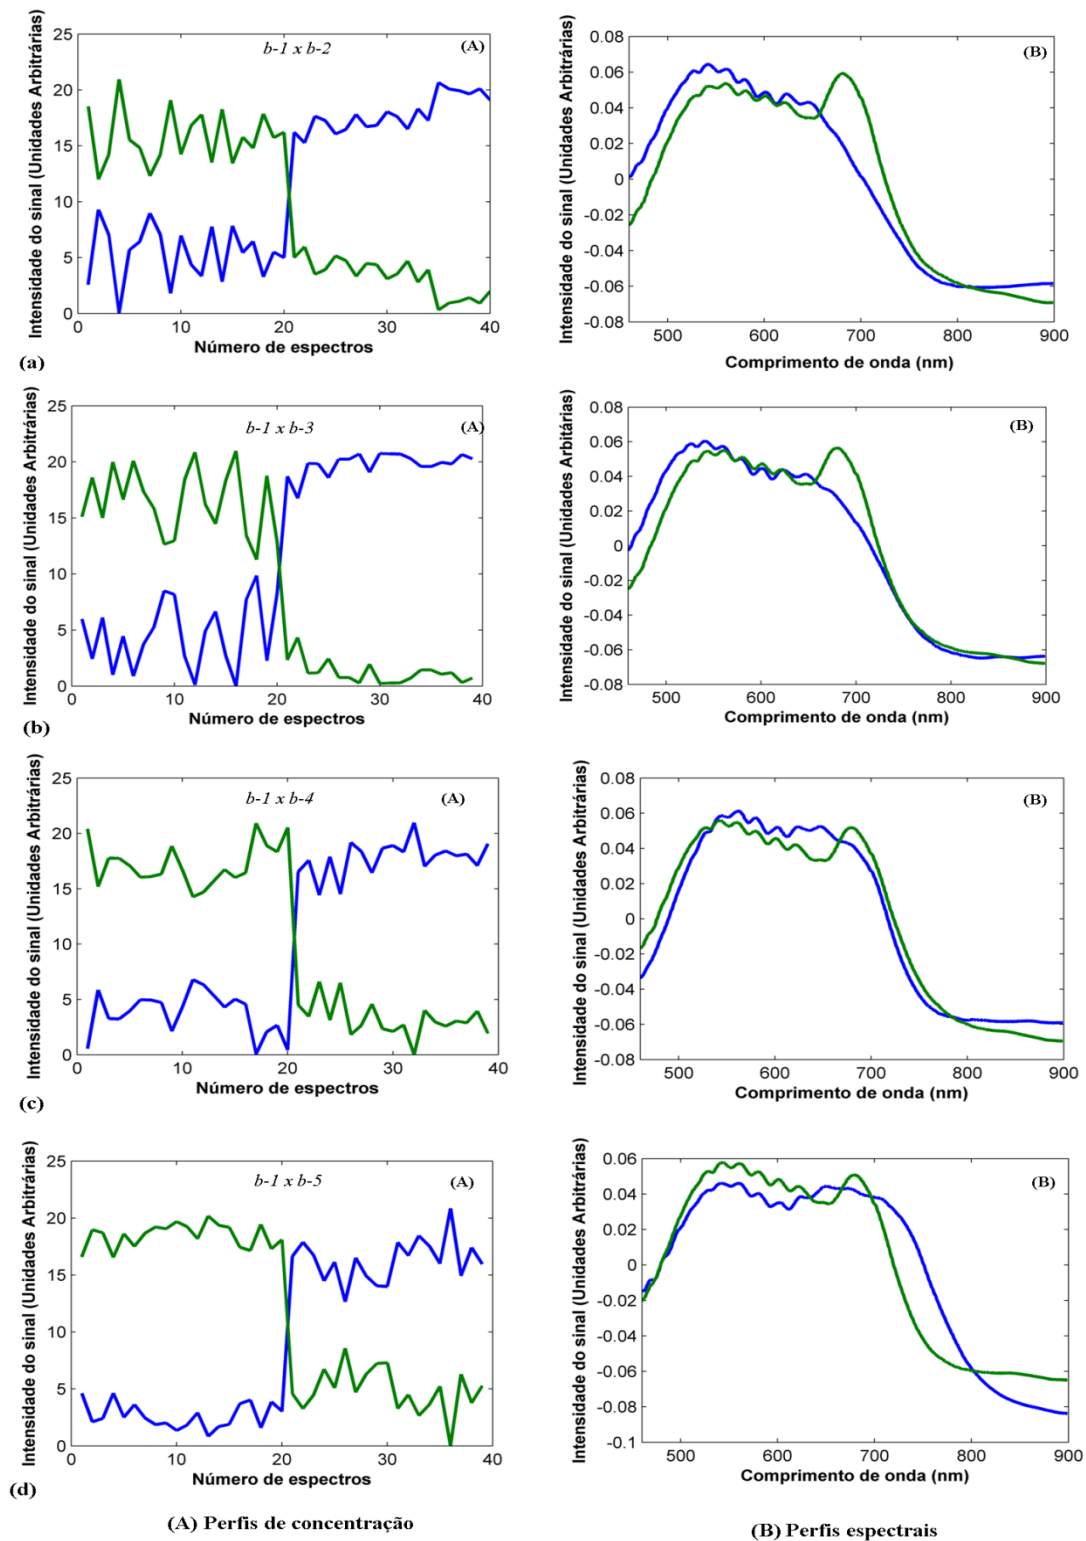 Intensidade do sinal (Unidades Arbitrárias)
25
20
15
10
5
0
b-1 x b-2
(A)
0 10 20 30 40
Número de espectros
(a)
Intensidade do sinal (Unidades Arbitrárias)
0.08
0.06
0.04
0.02
0
-0.02
-0.04
-0.06
-0.08
(B)
500 600 700 800 900
Comprimento de onda (nm)
Intensidade do sinal (Unidades Arbitrárias)
25
20
15
10
5
0
b-1 x b-3
(A)
0 10 20 30 40
Número de espectros
(b)
Intensidade do sinal (Unidades Arbitárias)
0.08
0.06
0.04
0.02
0
-0.02
-0.04
-0.06
-0.08
(B)
500 600 700 800 900
Comprimento de onda (nm)
Intensidade do sinal (Unidades Arbitrárias)
25
20
15
10
5
0
b-1 x b-4
(A)
0 10 20 30 40
Número de espectros
(c)
Intensidade do sinal (Unidades Arbitrárias)
0.08
0.06
0.04
0.02
0
-0.02
-0.04
-0.06
-0.08
(B)
500 600 700 800 900
Comprimento de onda (nm)
Intensidade do sinal (Unidades Arbitrárias)
25
20
15
10
5
0
b-1 x b-5
(A)
0 10 20 30 40
Número de espectros
(d)
Intensidade do sinal (Unidades Arbitrárias)
0.06
0.04
0.02
0
-0.02
-0.04
-0.06
-0.08
-0.1
(B)
500 600 700 800 900
Comprimento de onda (nm)
(A) Perfis de concentração
(B) Perfis espectrais